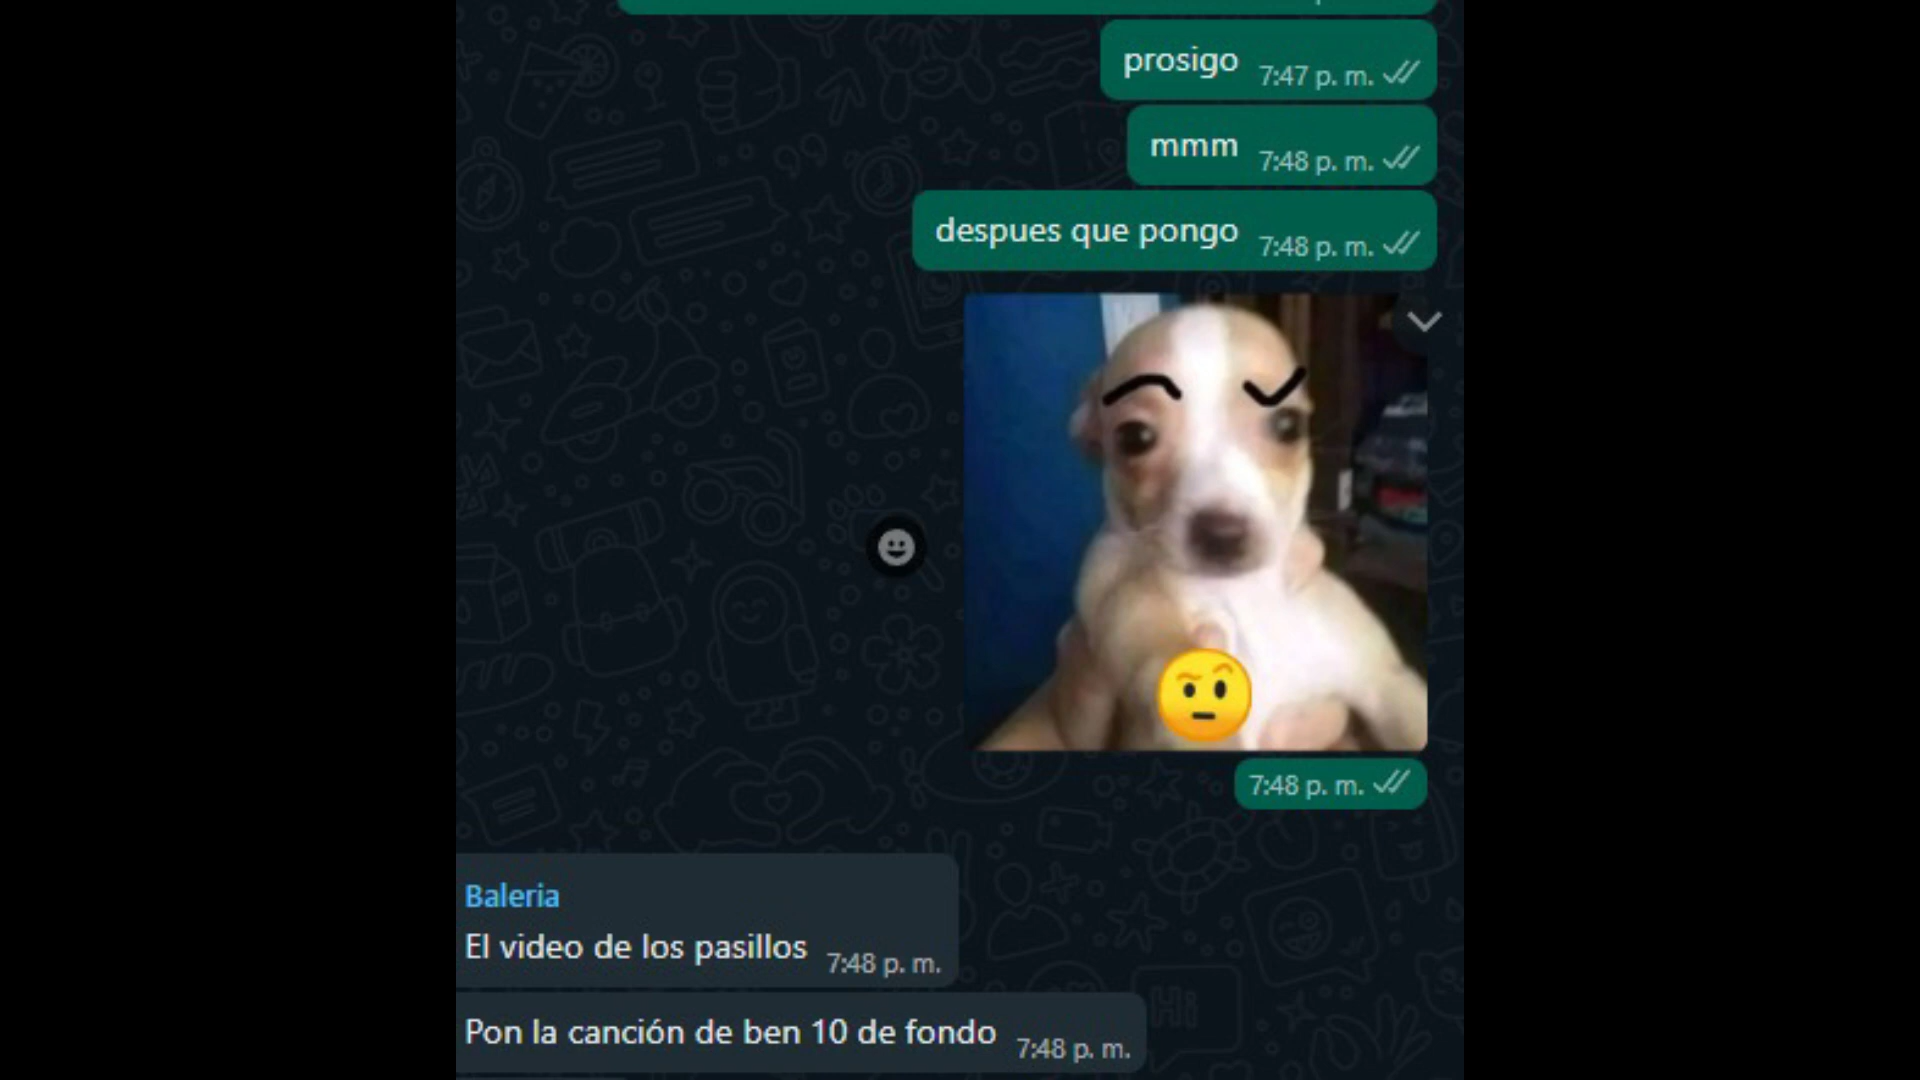 prosigo 7:47 p. m.
mmm 7:48 p. m.
despues que pongo 7:48 p. m.
7:48 p. m.
Baleria
El video de los pasillos 7:48 p. m.
Pon la canción de ben 10 de fondo 7:48 p. m.